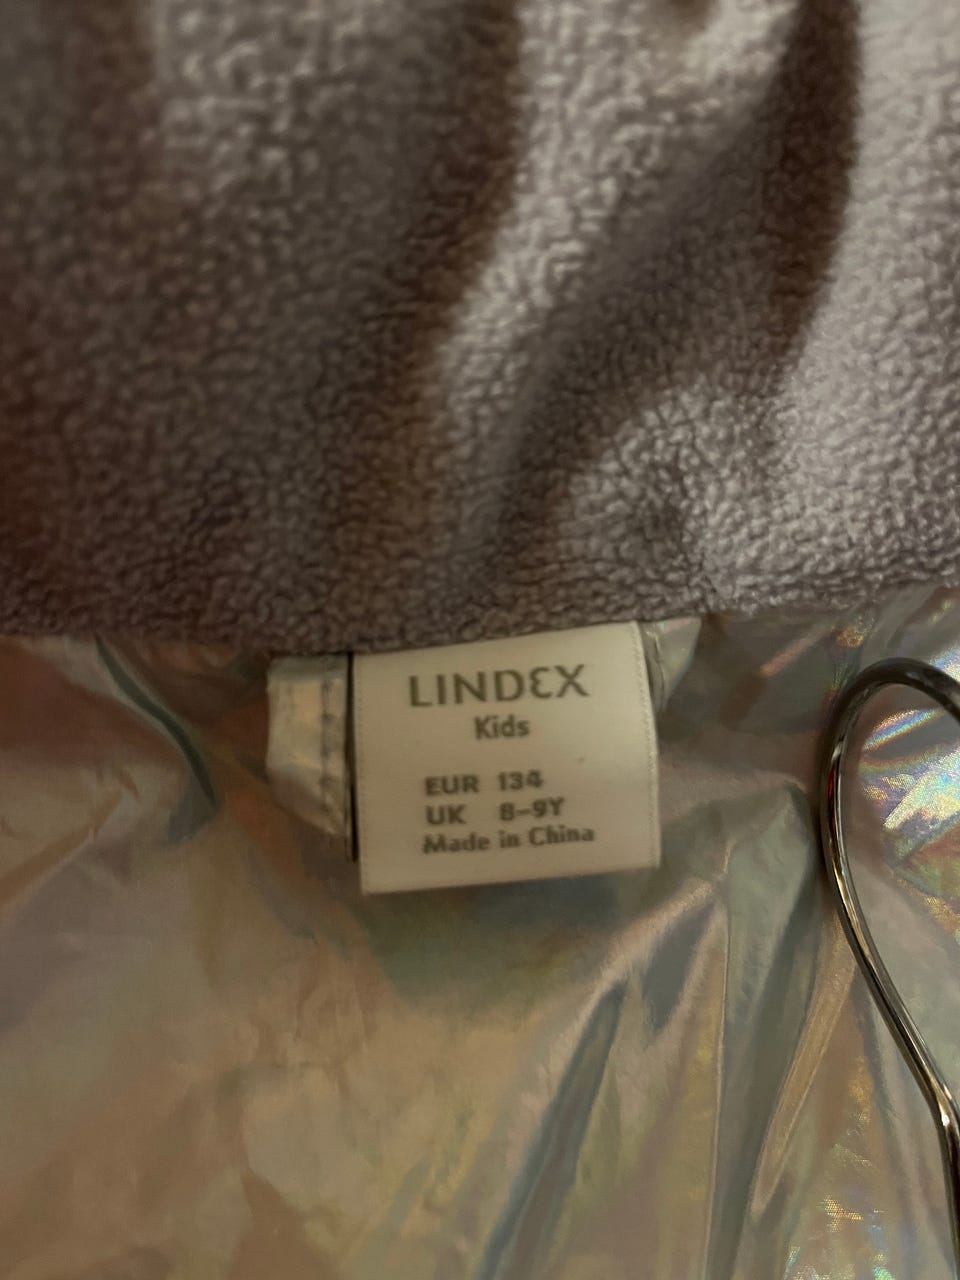 LINDEX
Kids
EUR 134
UK 8-9Y
Made in China